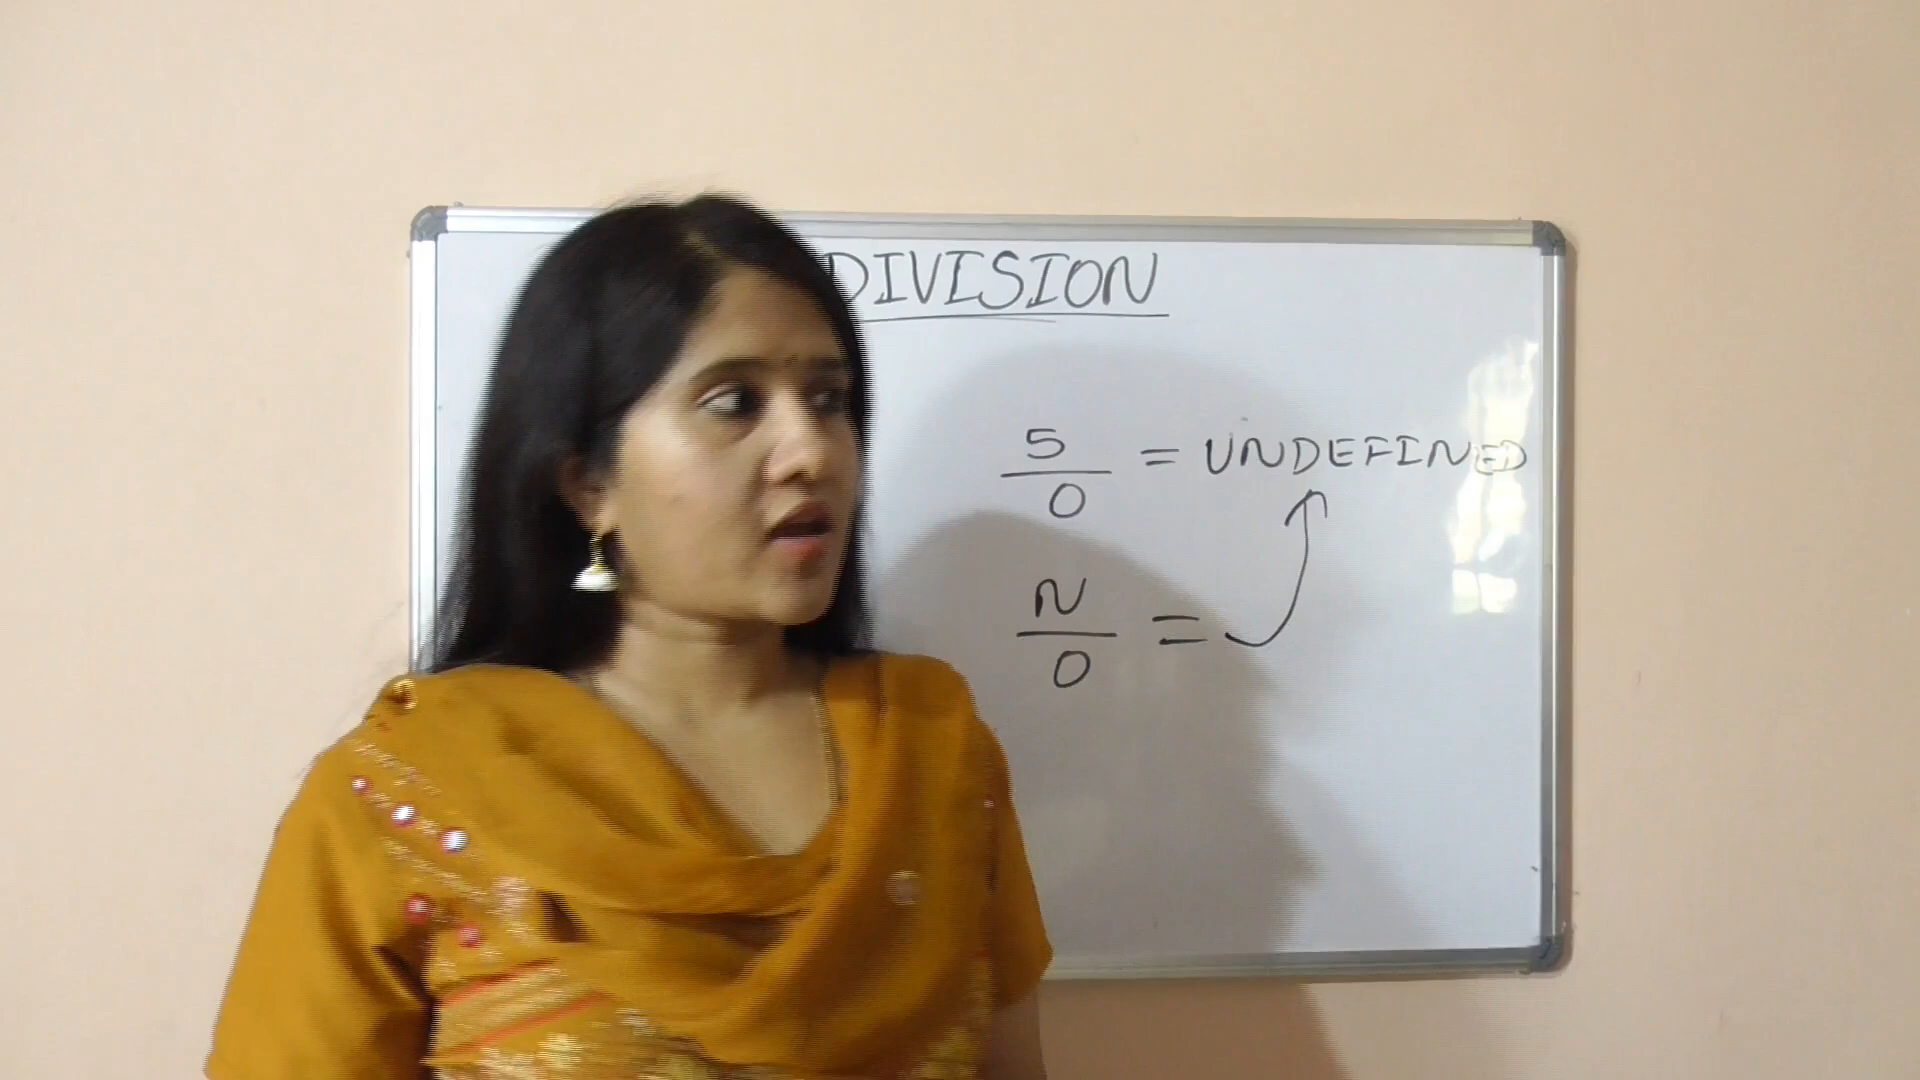 DIVISION
5/0 = UNDEFINED
N/0 =